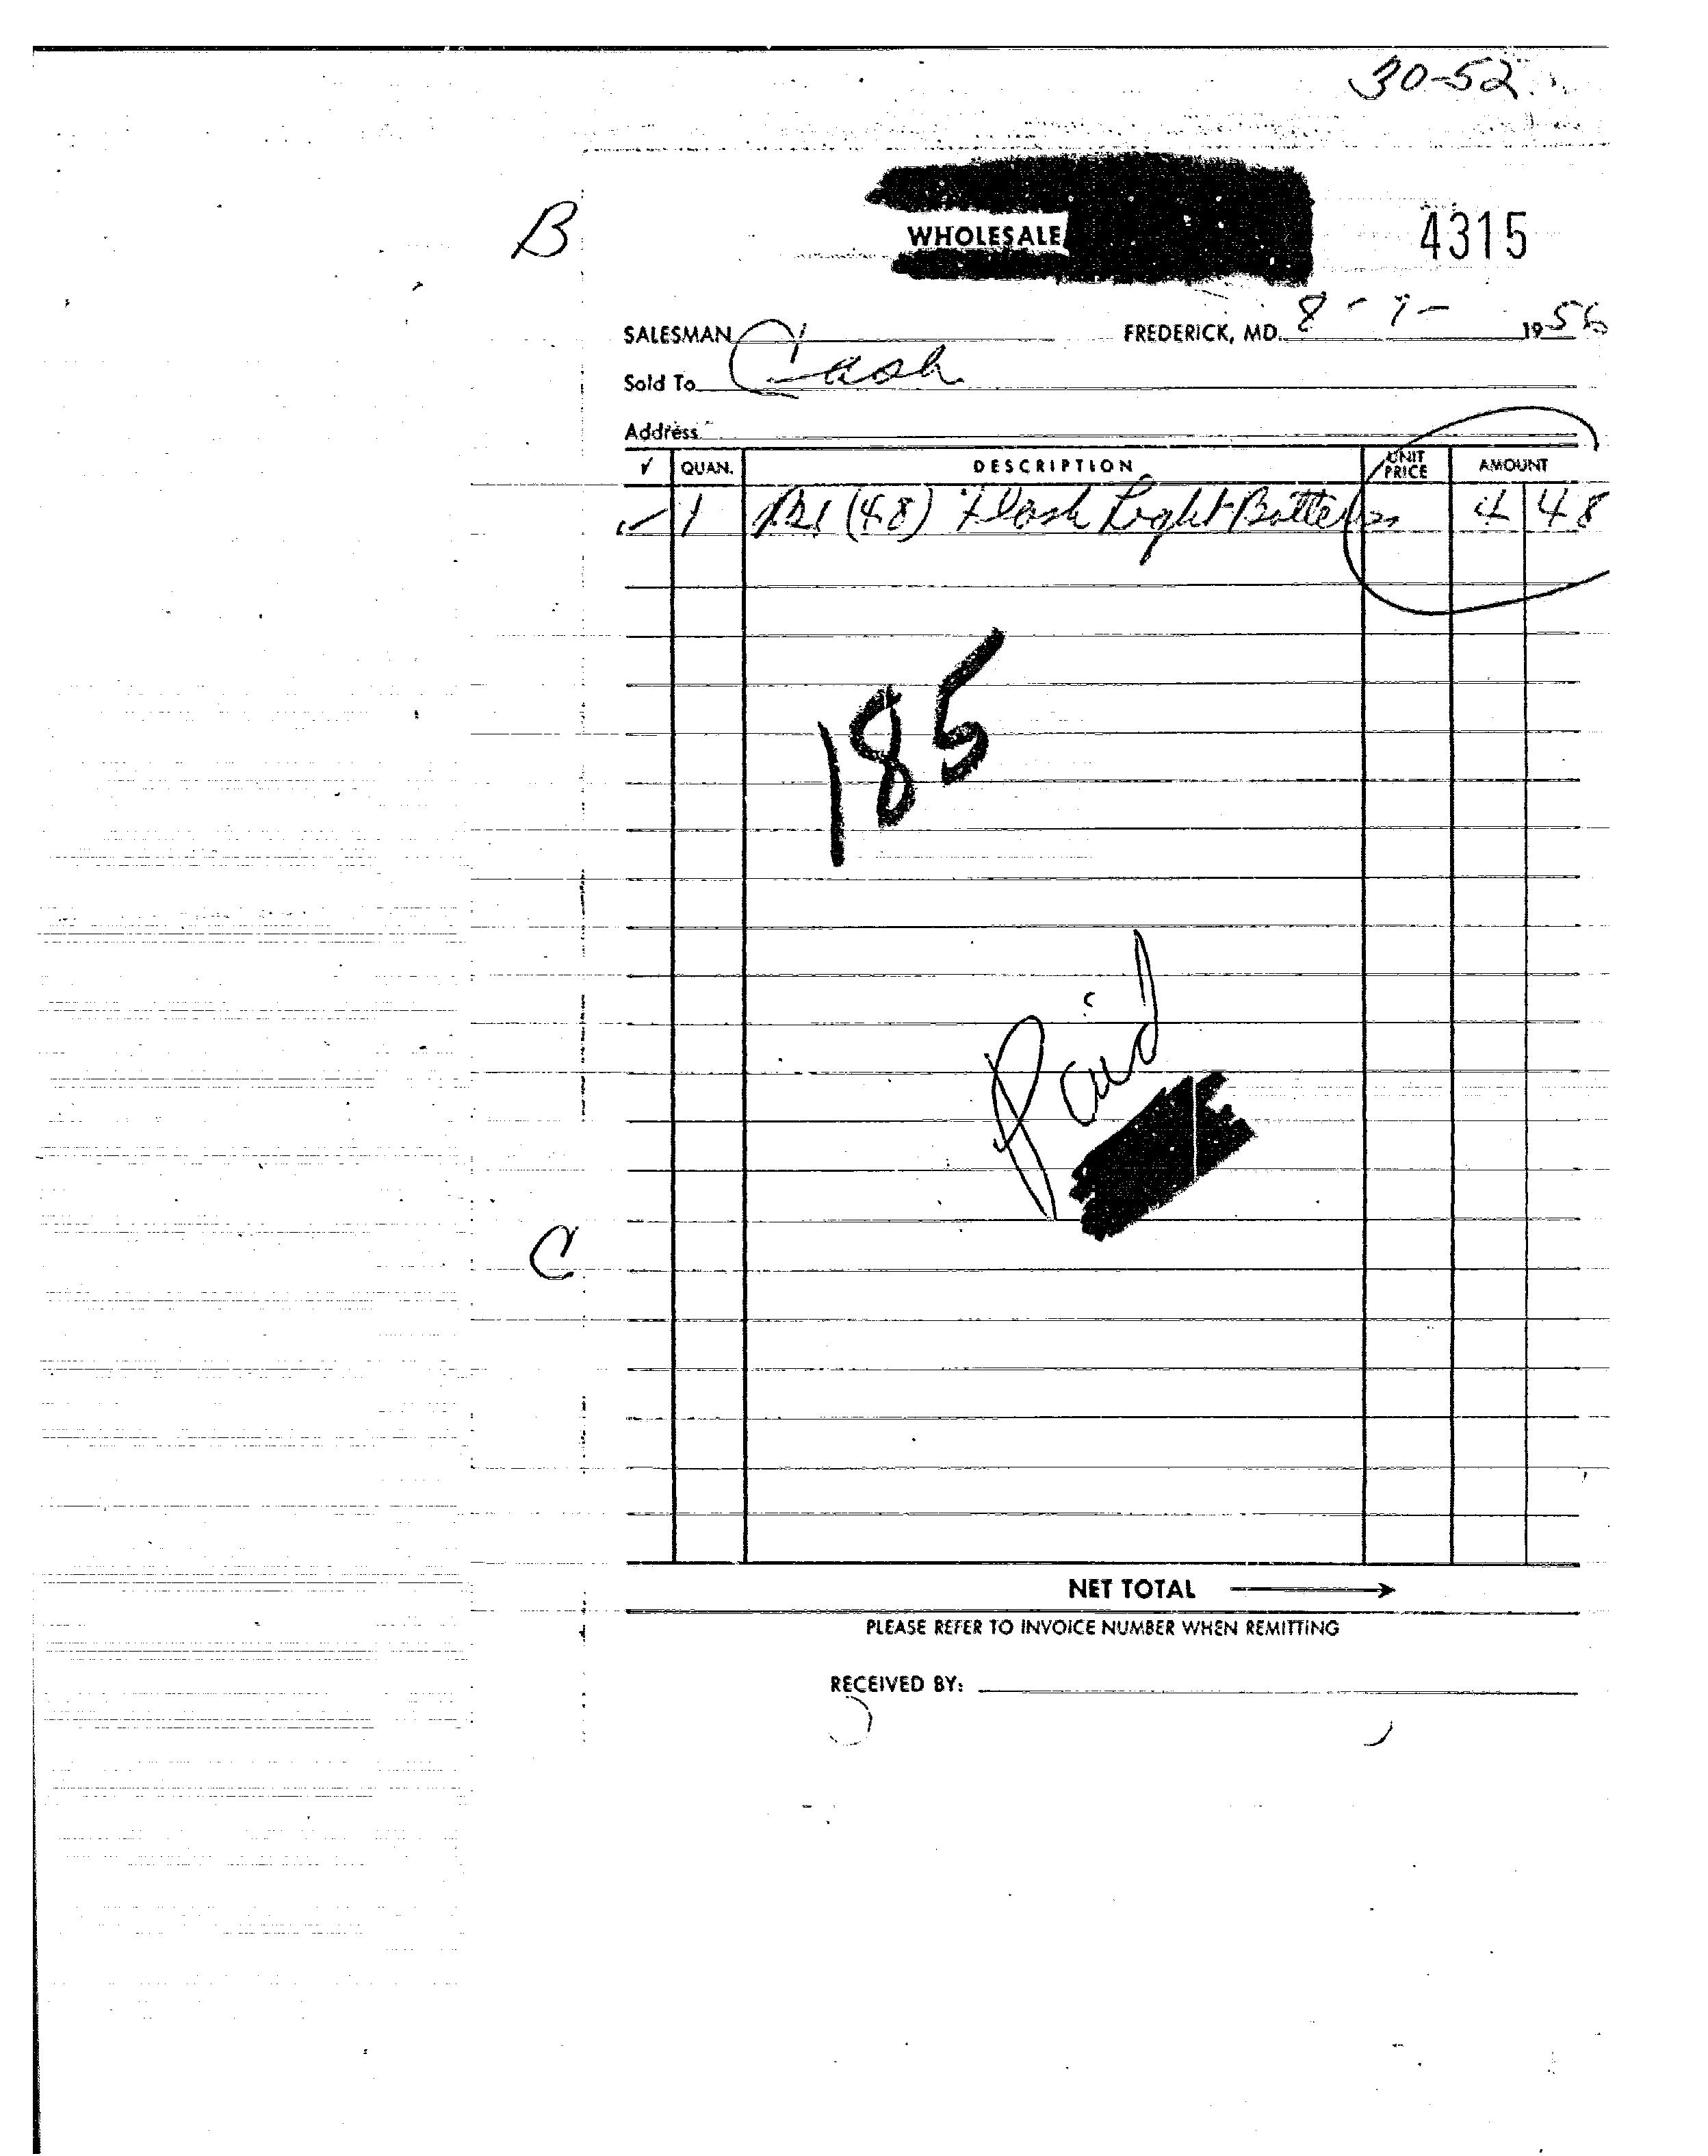 30-52
B
WHOLESALE
4315
SALESMAN FREDERICK, MD. 8-7- 1956
Sold To Cash
Address
✓ QUAN. DESCRIPTION UNIT PRICE AMOUNT
✓ 1 (48) Flash Light Batteries 4 48
185
Paid
C
NET TOTAL →
PLEASE REFER TO INVOICE NUMBER WHEN REMITTING
RECEIVED BY: